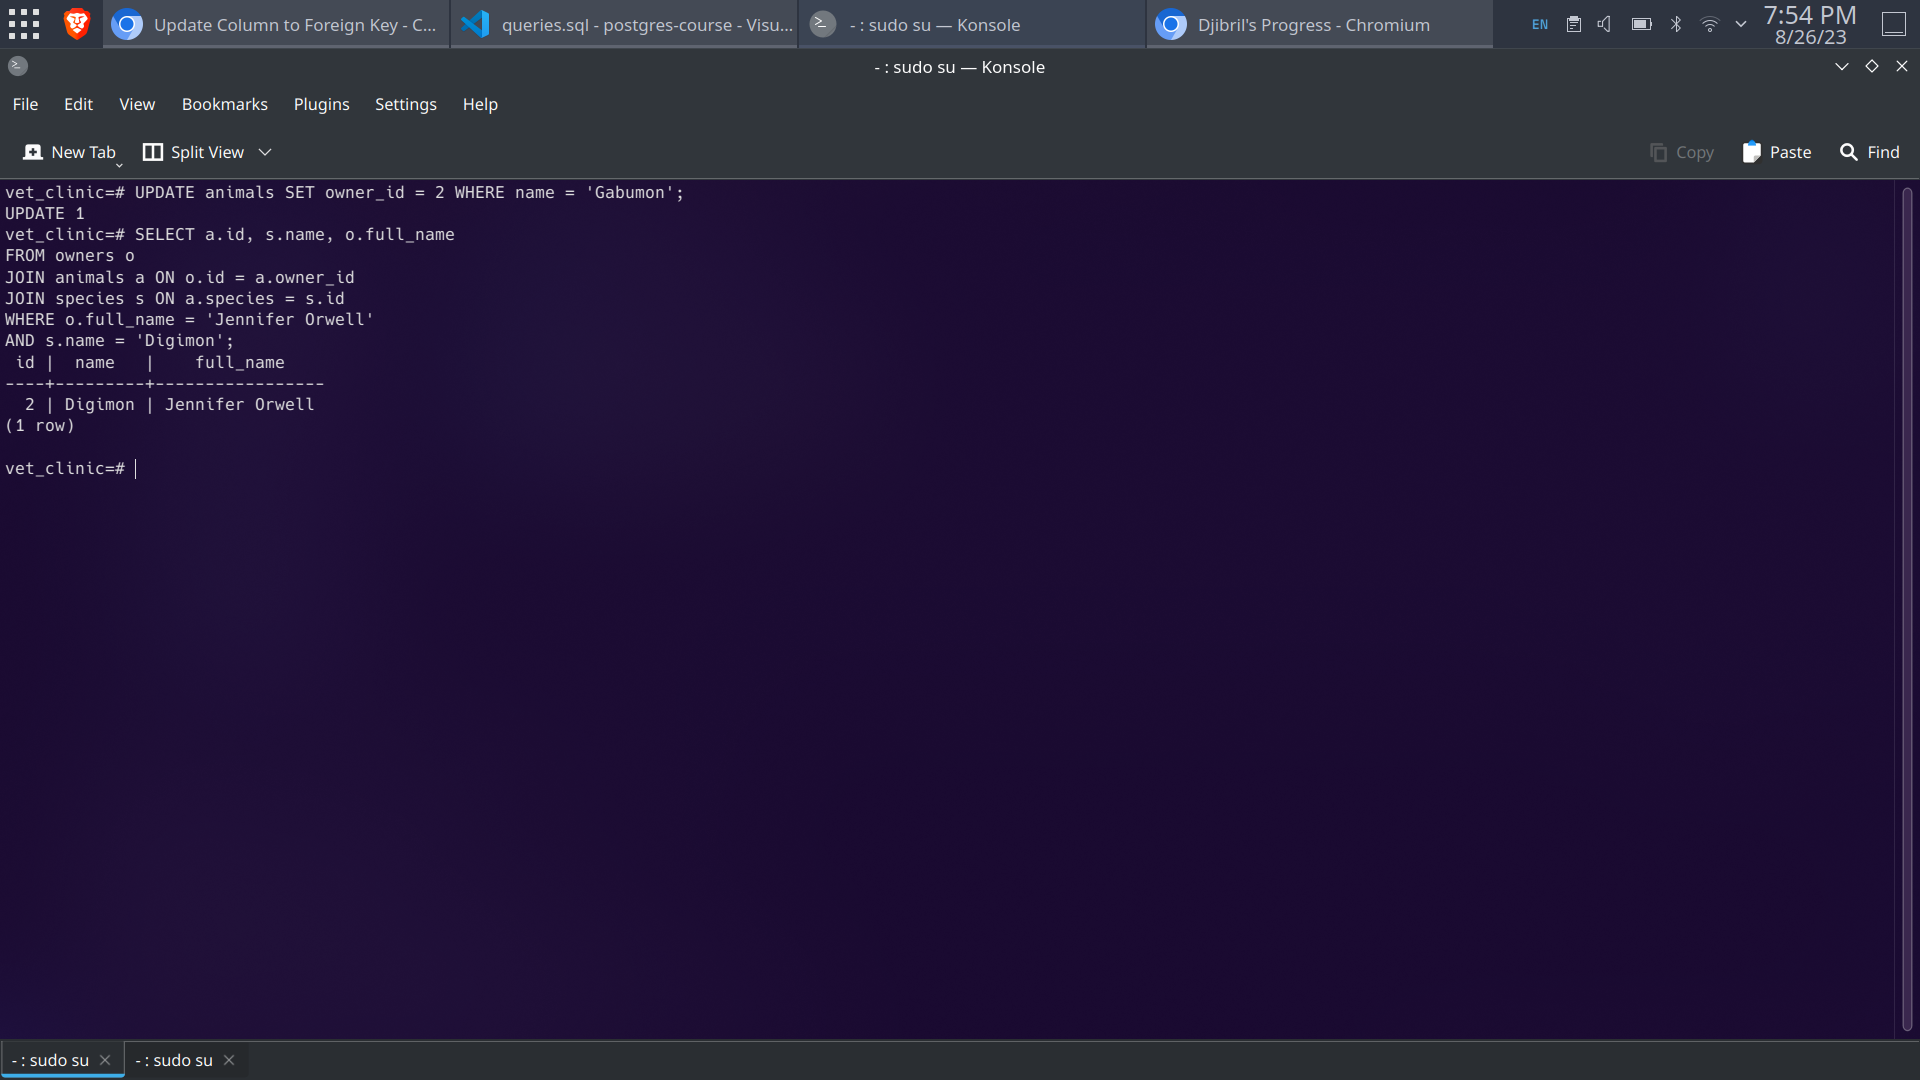 Update Column to Foreign Key - C...
queries.sql - postgres-course - Visu...
- : sudo su — Konsole
Djibril's Progress - Chromium
EN
7:54 PM
8/26/23
- : sudo su — Konsole
File Edit View Bookmarks Plugins Settings Help
New Tab Split View Copy Paste Find
vet_clinic=# UPDATE animals SET owner_id = 2 WHERE name = 'Gabumon';
UPDATE 1
vet_clinic=# SELECT a.id, s.name, o.full_name
FROM owners o
JOIN animals a ON o.id = a.owner_id
JOIN species s ON a.species = s.id
WHERE o.full_name = 'Jennifer Orwell'
AND s.name = 'Digimon';
 id |  name   |    full_name
----+---------+-----------------
  2 | Digimon | Jennifer Orwell
(1 row)
vet_clinic=#
- : sudo su
- : sudo su